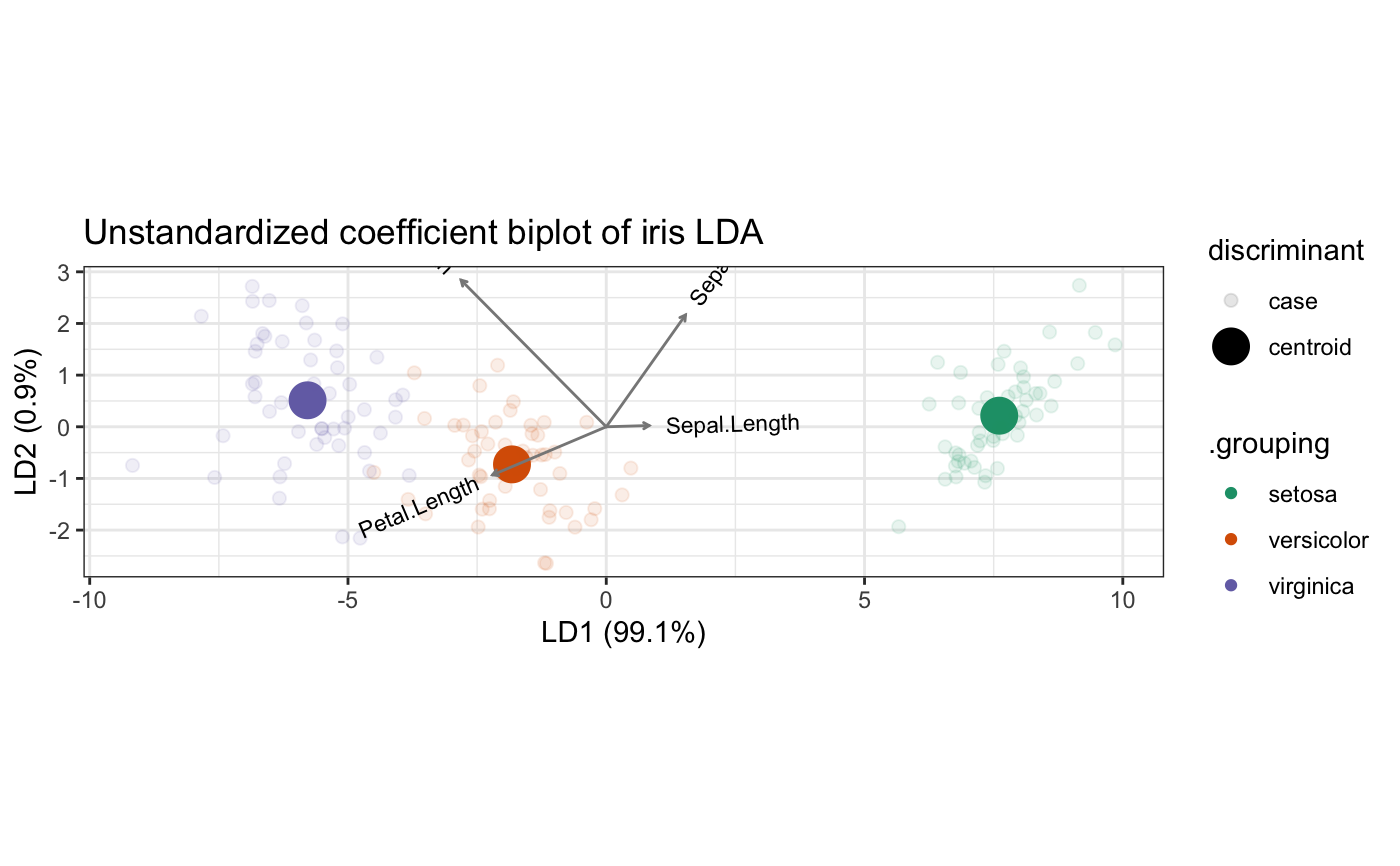 Unstandardized coefficient biplot of iris LDA
3
2
1
0
-1
-2
LD2 (0.9%)
Sepal.Length
Petal.Length
Sepa
-10
-5
0
5
10
LD1 (99.1%)
discriminant
case
centroid
.grouping
setosa
versicolor
virginica